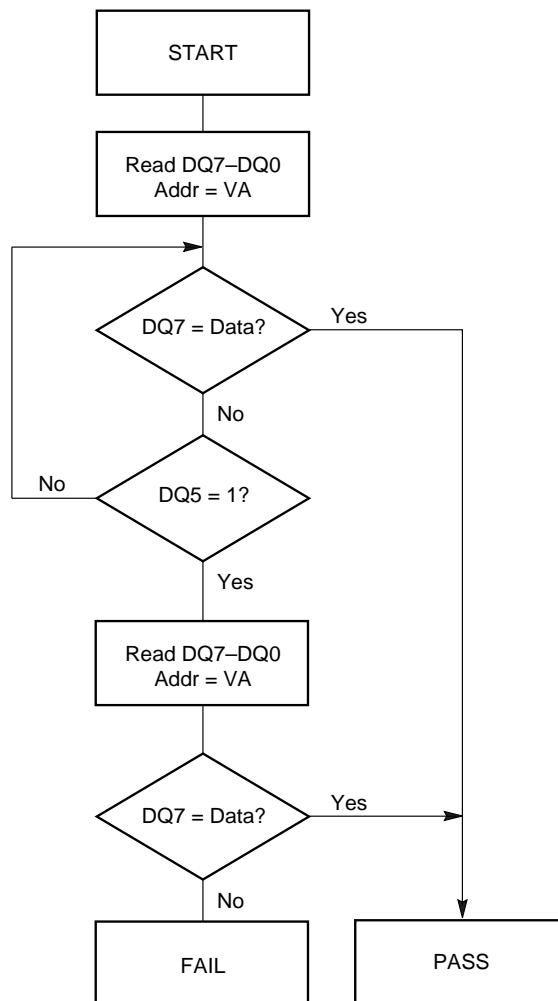 START
Read DQ7–DQ0
Addr = VA
DQ7 = Data?
Yes
No
No
DQ5 = 1?
Yes
Read DQ7–DQ0
Addr = VA
DQ7 = Data?
Yes
No
FAIL
PASS